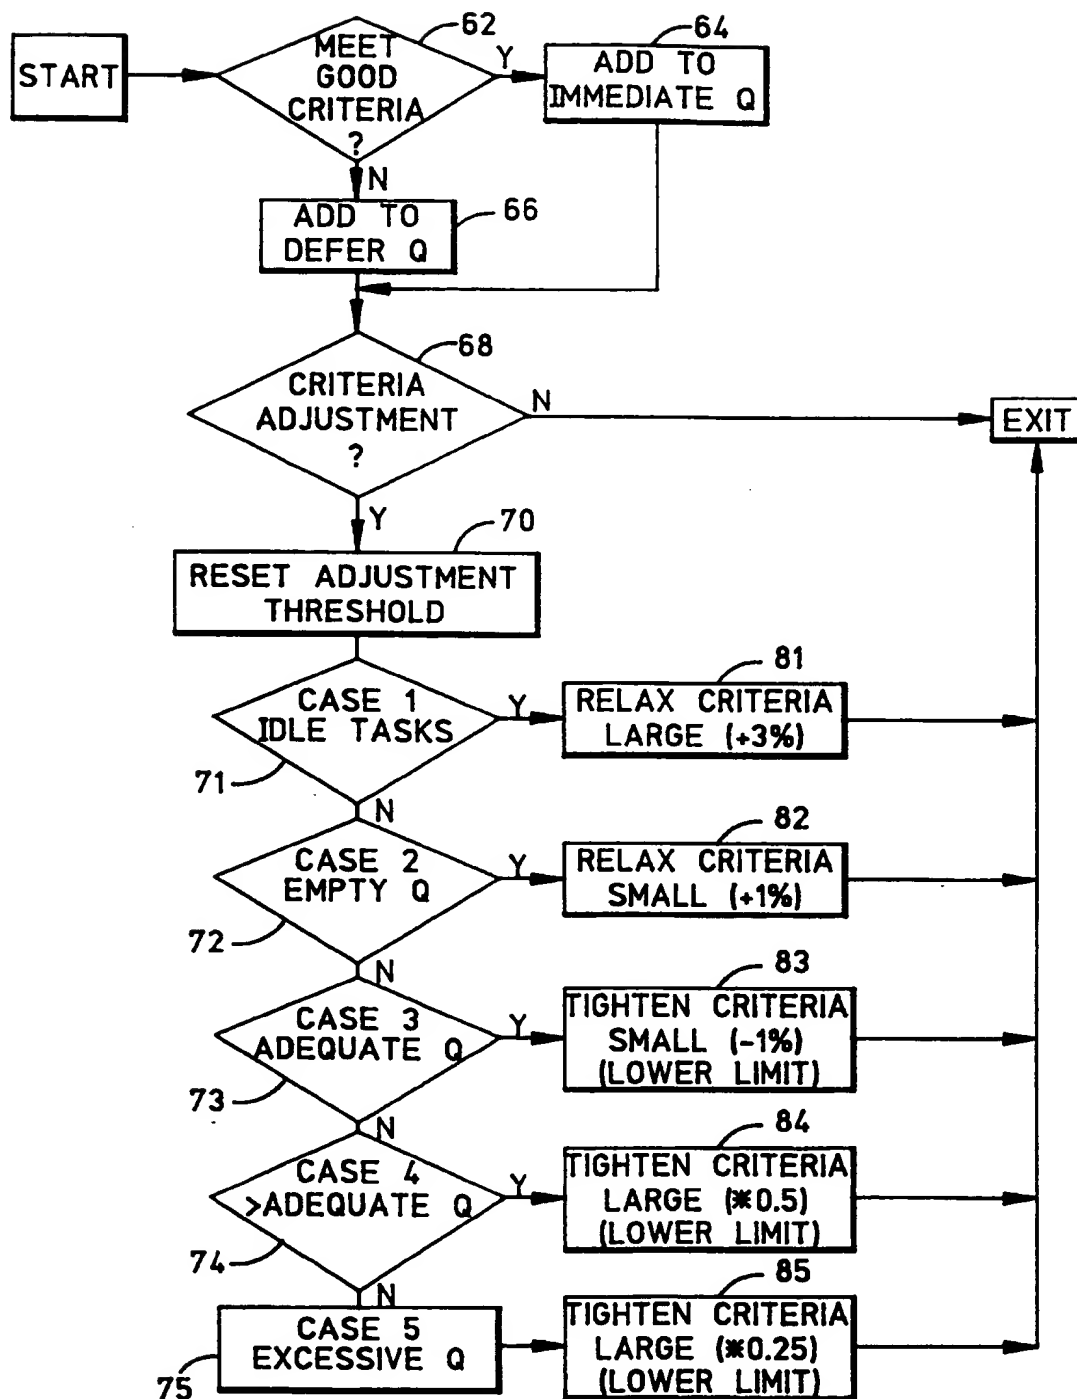 62
64
START
MEET
GOOD
CRITERIA
?
Y
ADD TO
IMMEDIATE Q
N
ADD TO
DEFER Q
66
68
CRITERIA
ADJUSTMENT
?
N
EXIT
Y
70
RESET ADJUSTMENT
THRESHOLD
CASE 1
IDLE TASKS
71
Y
81
RELAX CRITERIA
LARGE (+3%)
N
CASE 2
EMPTY Q
72
Y
82
RELAX CRITERIA
SMALL (+1%)
N
CASE 3
ADEQUATE Q
73
Y
83
TIGHTEN CRITERIA
SMALL (-1%)
(LOWER LIMIT)
N
CASE 4
>ADEQUATE Q
74
Y
84
TIGHTEN CRITERIA
LARGE (*0.5)
(LOWER LIMIT)
N
CASE 5
EXCESSIVE Q
75
85
TIGHTEN CRITERIA
LARGE (*0.25)
(LOWER LIMIT)